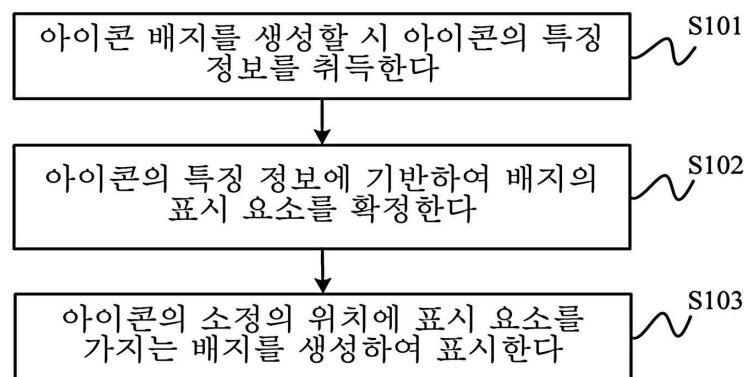 아이콘 배지를 생성할 시 아이콘의 특징
정보를 취득한다
S101
아이콘의 특징 정보에 기반하여 배지의
표시 요소를 확정한다
S102
아이콘의 소정의 위치에 표시 요소를
가지는 배지를 생성하여 표시한다
S103